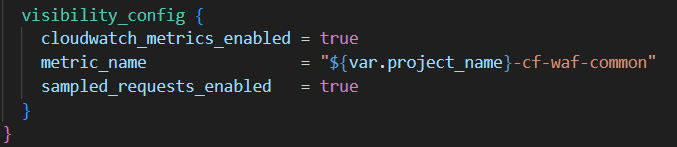 visibility_config {
cloudwatch_metrics_enabled = true
metric_name = "${var.project_name}-cf-waf-common"
sampled_requests_enabled = true
}
}